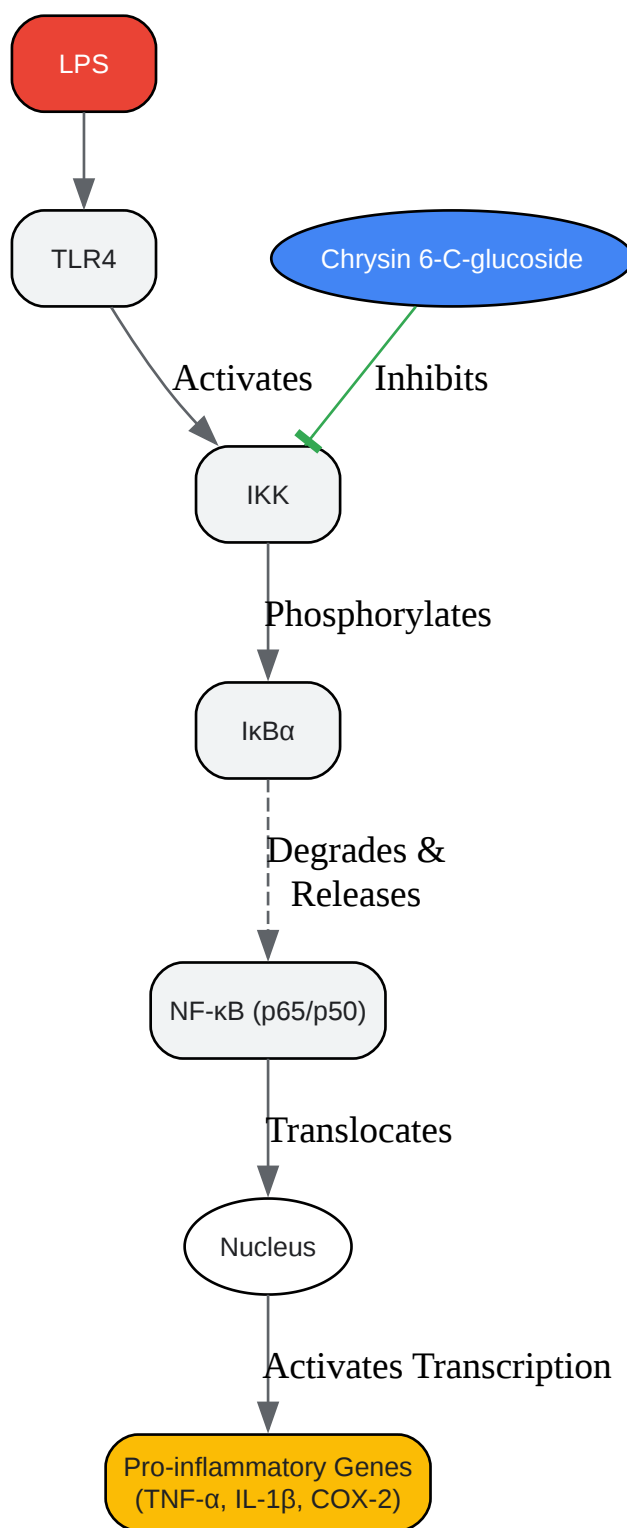 LPS
TLR4
Chrysin 6-C-glucoside
Activates
Inhibits
IKK
Phosphorylates
IκBα
Degrades &
Releases
NF-κB (p65/p50)
Translocates
Nucleus
Activates Transcription
Pro-inflammatory Genes
(TNF-α, IL-1β, COX-2)